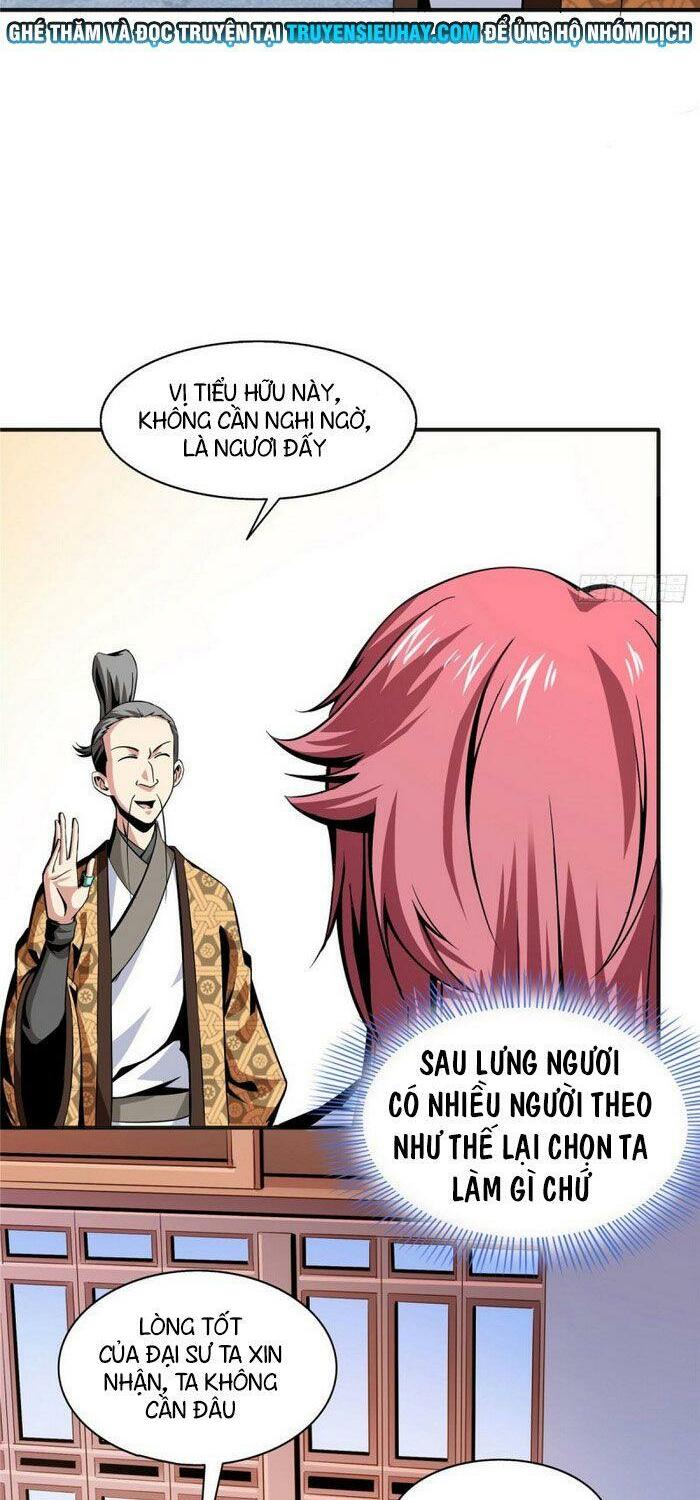 GHÉ THĂM VÀ ĐỌC TRUYỆN TẠI TRUYENSIEUHAY.COM ĐỂ ỦNG HỘ NHÓM DỊCH
VỊ TIỂU HỮU NÀY,
KHÔNG CẦN NGHI NGỜ,
LÀ NGƯƠI ĐẤY
SAU LƯNG NGƯƠI
CÓ NHIỀU NGƯỜI THEO
NHƯ THẾ LẠI CHỌN TA
LÀM GÌ CHỨ
LÒNG TỐT
CỦA ĐẠI SƯ TA XIN
NHẬN, TA KHÔNG
CẦN ĐÂU